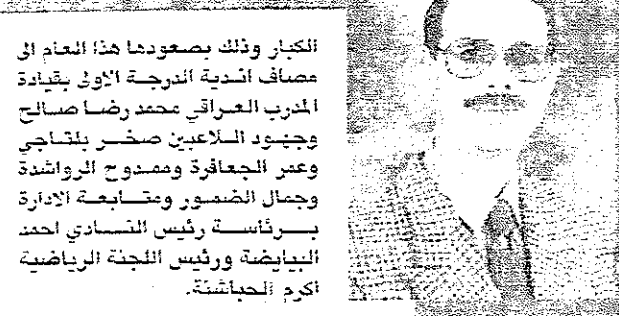 الكبار وذلك بصعودها هذا العام الى
مصاف اندية الدرجة الاولى بقيادة
المدرب العراقي محمد رضا صالح
وجهود اللاعبين صخر بلتاجي
وعمر الجعافرة وممدوح الرواشدة
وجمال الضمور ومتابعة الادارة
برئاسة رئيس النادي احمد
البيايضة ورئيس اللجنة الرياضية
اكرم الحباشنة.